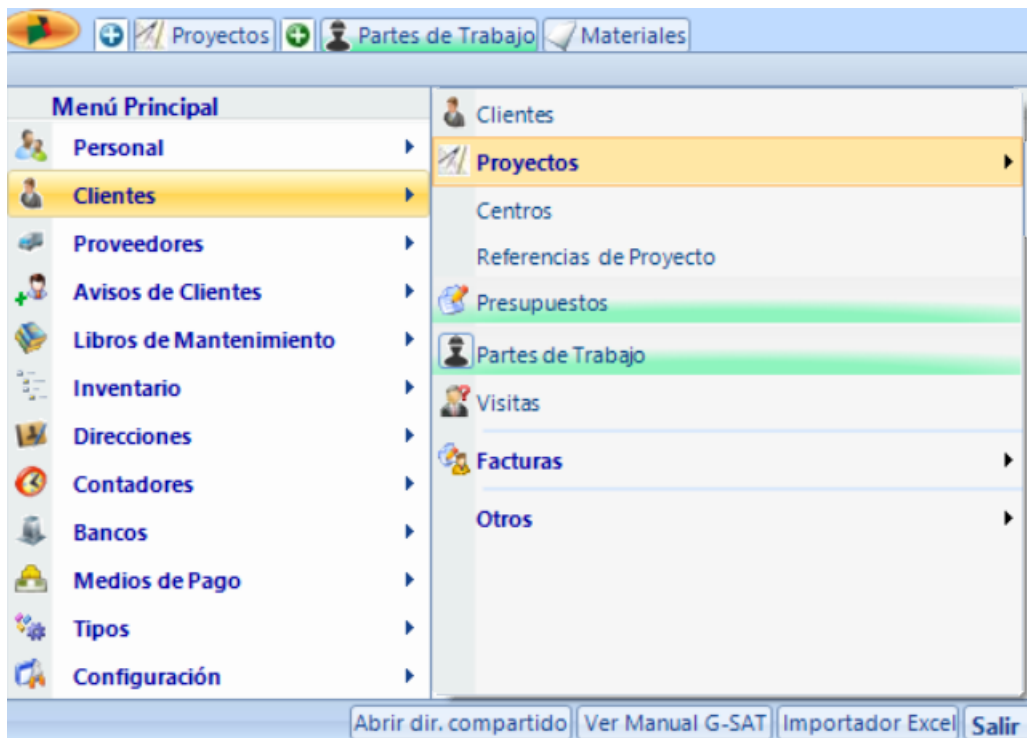 Proyectos Partes de Trabajo Materiales
Menú Principal
Personal
Clientes
Proveedores
Avisos de Clientes
Libros de Mantenimiento
Inventario
Direcciones
Contadores
Bancos
Medios de Pago
Tipos
Configuración
Clientes
Proyectos
Centros
Referencias de Proyecto
Presupuestos
Partes de Trabajo
Visitas
Facturas
Otros
Abrir dir. compartido Ver Manual G-SAT Importador Excel Salir